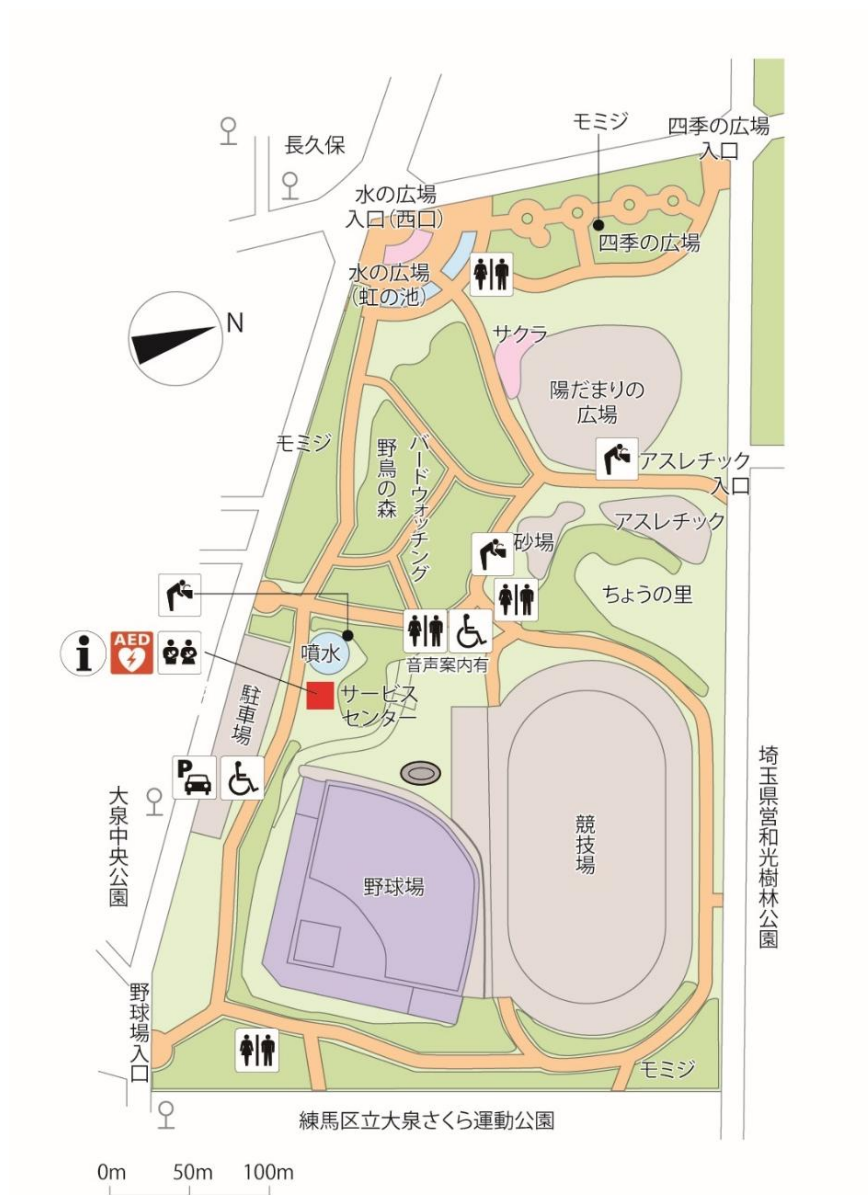 モミジ
四季の広場
入口
長久保
水の広場
入口(西口)
四季の広場
水の広場
(虹の池)
N
サクラ
陽だまりの
広場
モミジ
野鳥の森
バードウォッチング
アスレチック
入口
アスレチック
砂場
ちょうの里
AED
噴水
音声案内有
サービス
センター
駐車場
P
大泉中央公園
野球場
競技場
埼玉県営和光樹林公園
野球場入口
モミジ
練馬区立大泉さくら運動公園
0m 50m 100m